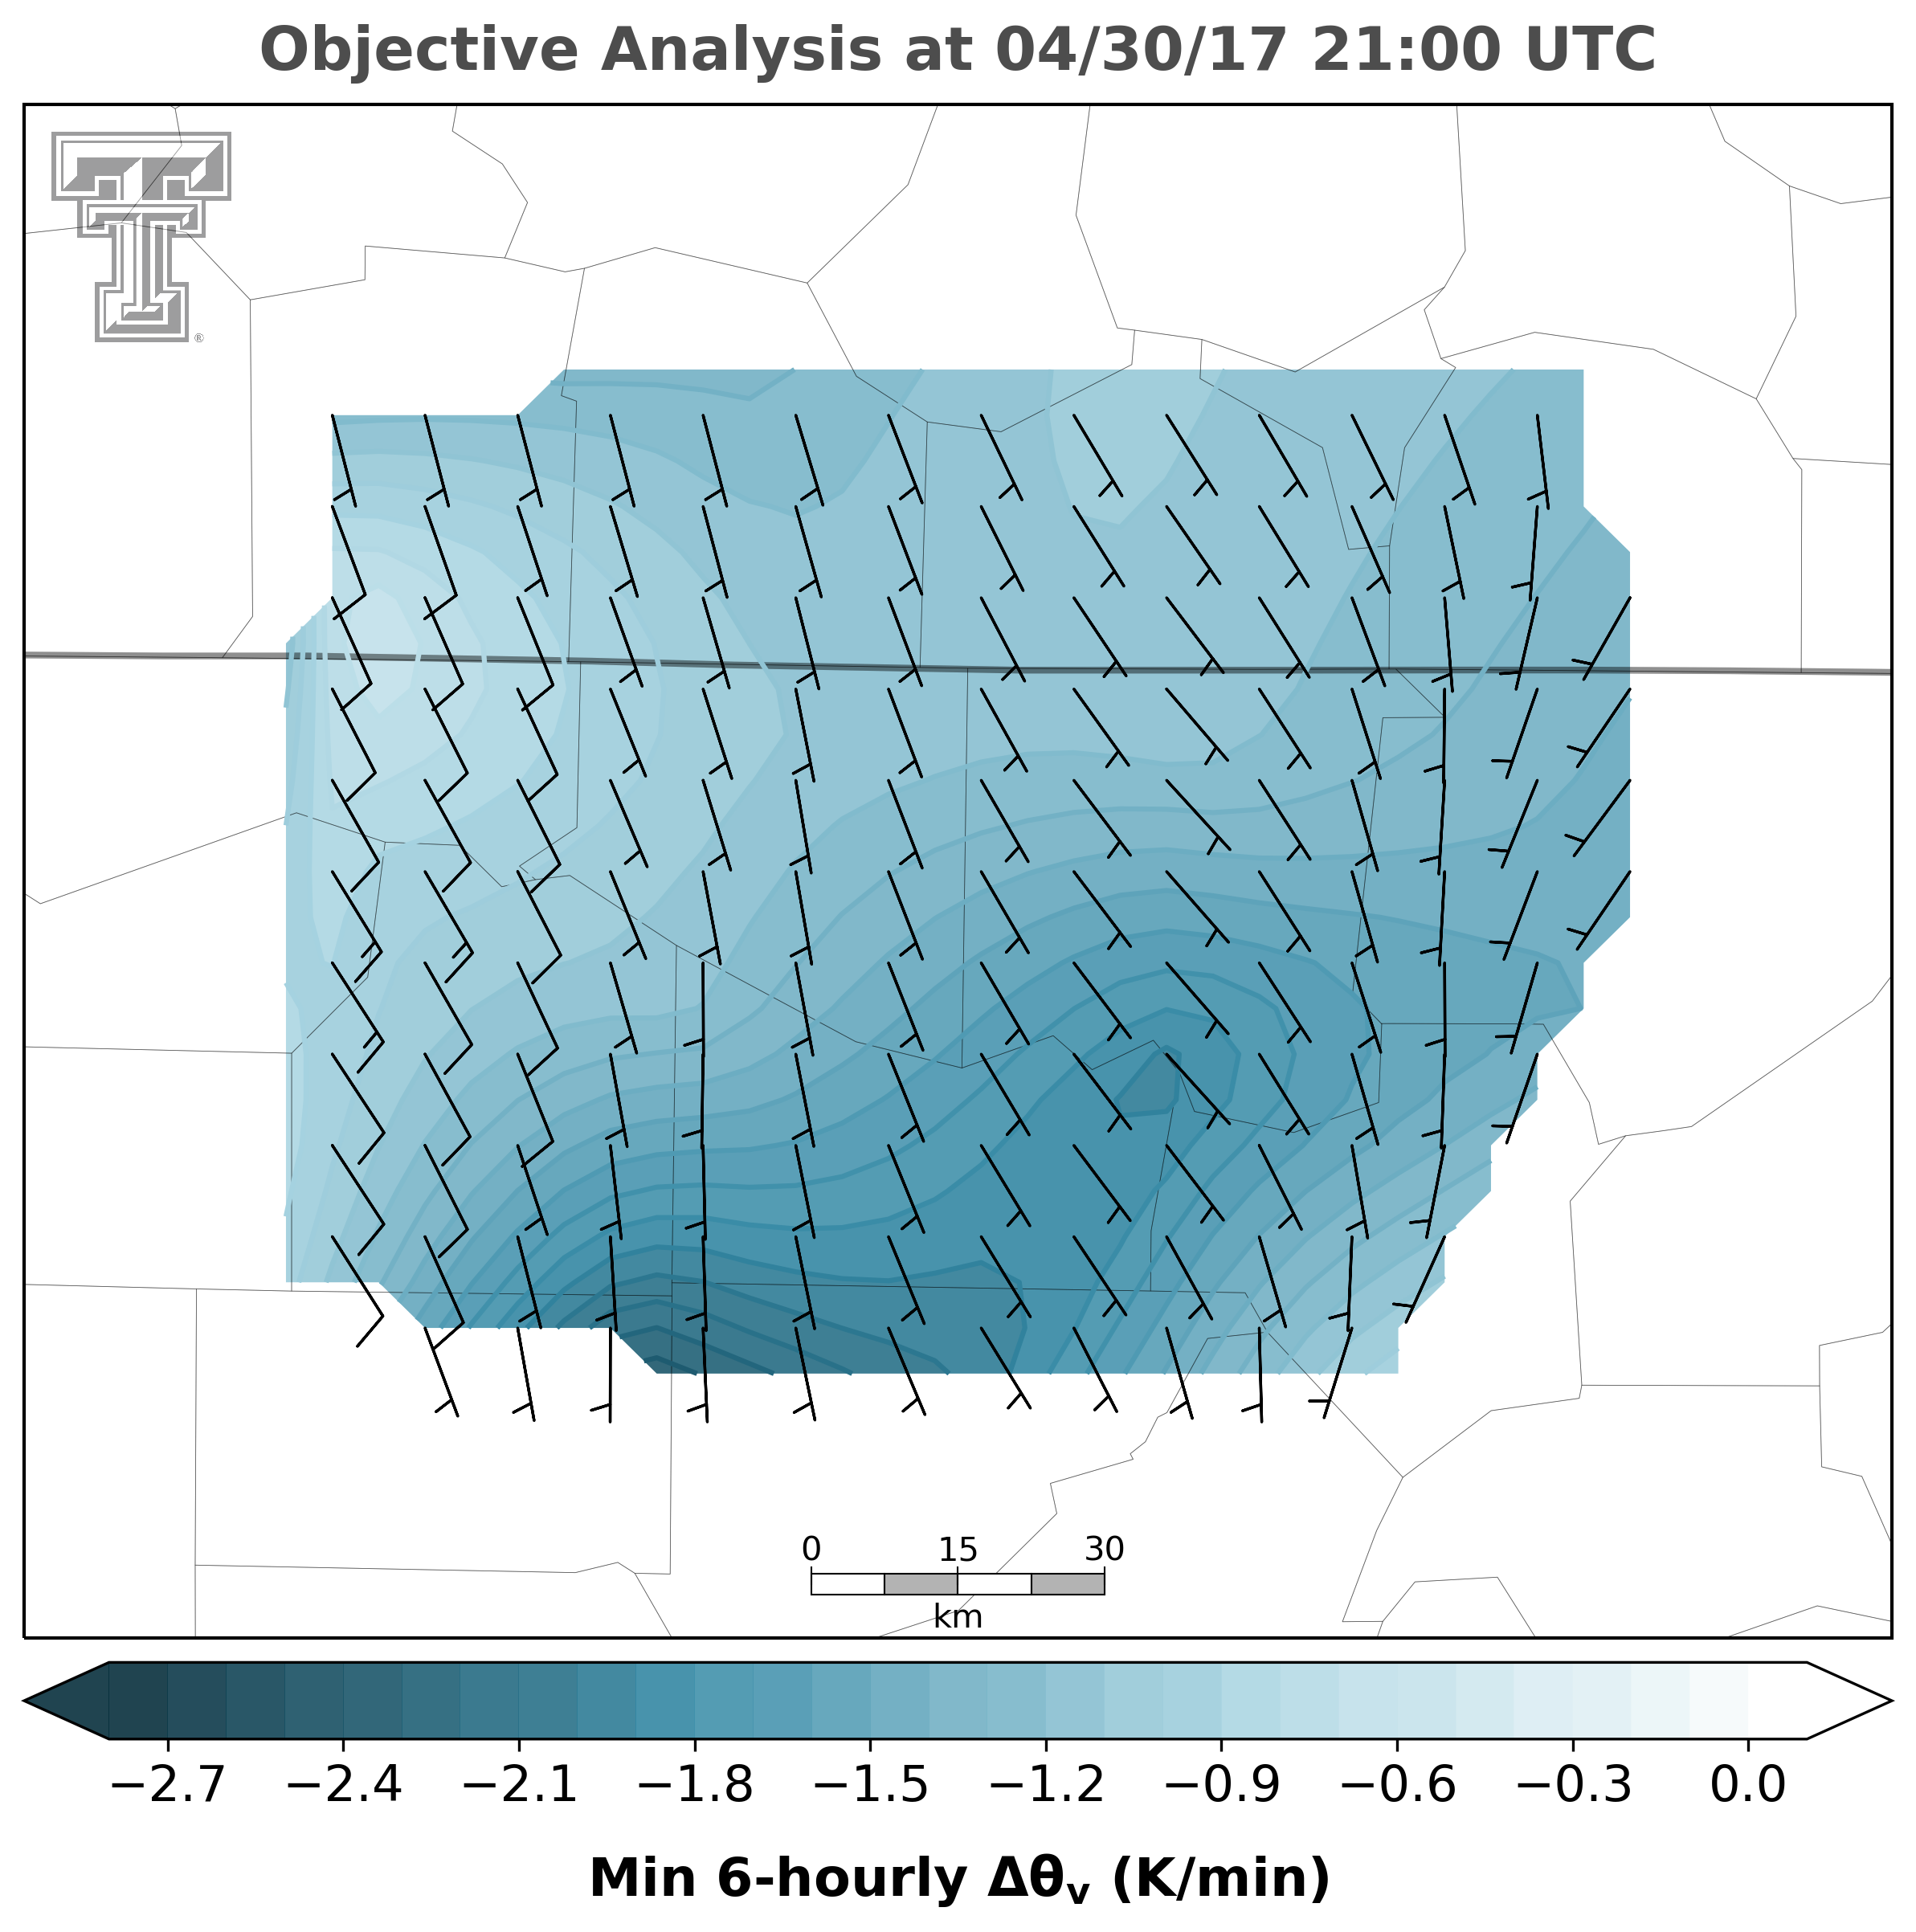 Objective Analysis at 04/30/17 21:00 UTC
®
0 15 30
km
−2.7 −2.4 −2.1 −1.8 −1.5 −1.2 −0.9 −0.6 −0.3 0.0
Min 6-hourly Δθv (K/min)